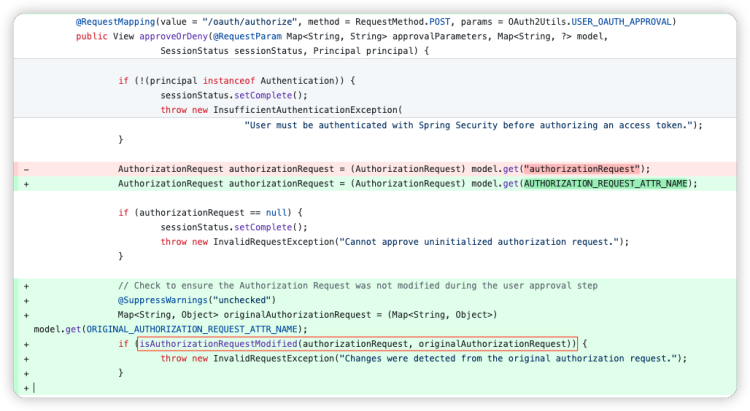 @RequestMapping(value = "/oauth/authorize", method = RequestMethod.POST, params = OAuth2Utils.USER_OAUTH_APPROVAL)
public View approveOrDeny(@RequestParam Map<String, String> approvalParameters, Map<String, ?> model,
SessionStatus sessionStatus, Principal principal) {
if (!(principal instanceof Authentication)) {
sessionStatus.setComplete();
throw new InsufficientAuthenticationException(
"User must be authenticated with Spring Security before authorizing an access token.");
}
- AuthorizationRequest authorizationRequest = (AuthorizationRequest) model.get("authorizationRequest");
+ AuthorizationRequest authorizationRequest = (AuthorizationRequest) model.get(AUTHORIZATION_REQUEST_ATTR_NAME);
if (authorizationRequest == null) {
sessionStatus.setComplete();
throw new InvalidRequestException("Cannot approve uninitialized authorization request.");
}
+ // Check to ensure the Authorization Request was not modified during the user approval step
+ @SuppressWarnings("unchecked")
+ Map<String, Object> originalAuthorizationRequest = (Map<String, Object>)
model.get(ORIGINAL_AUTHORIZATION_REQUEST_ATTR_NAME);
+ if (isAuthorizationRequestModified(authorizationRequest, originalAuthorizationRequest)) {
+ throw new InvalidRequestException("Changes were detected from the original authorization request.");
+ }
+